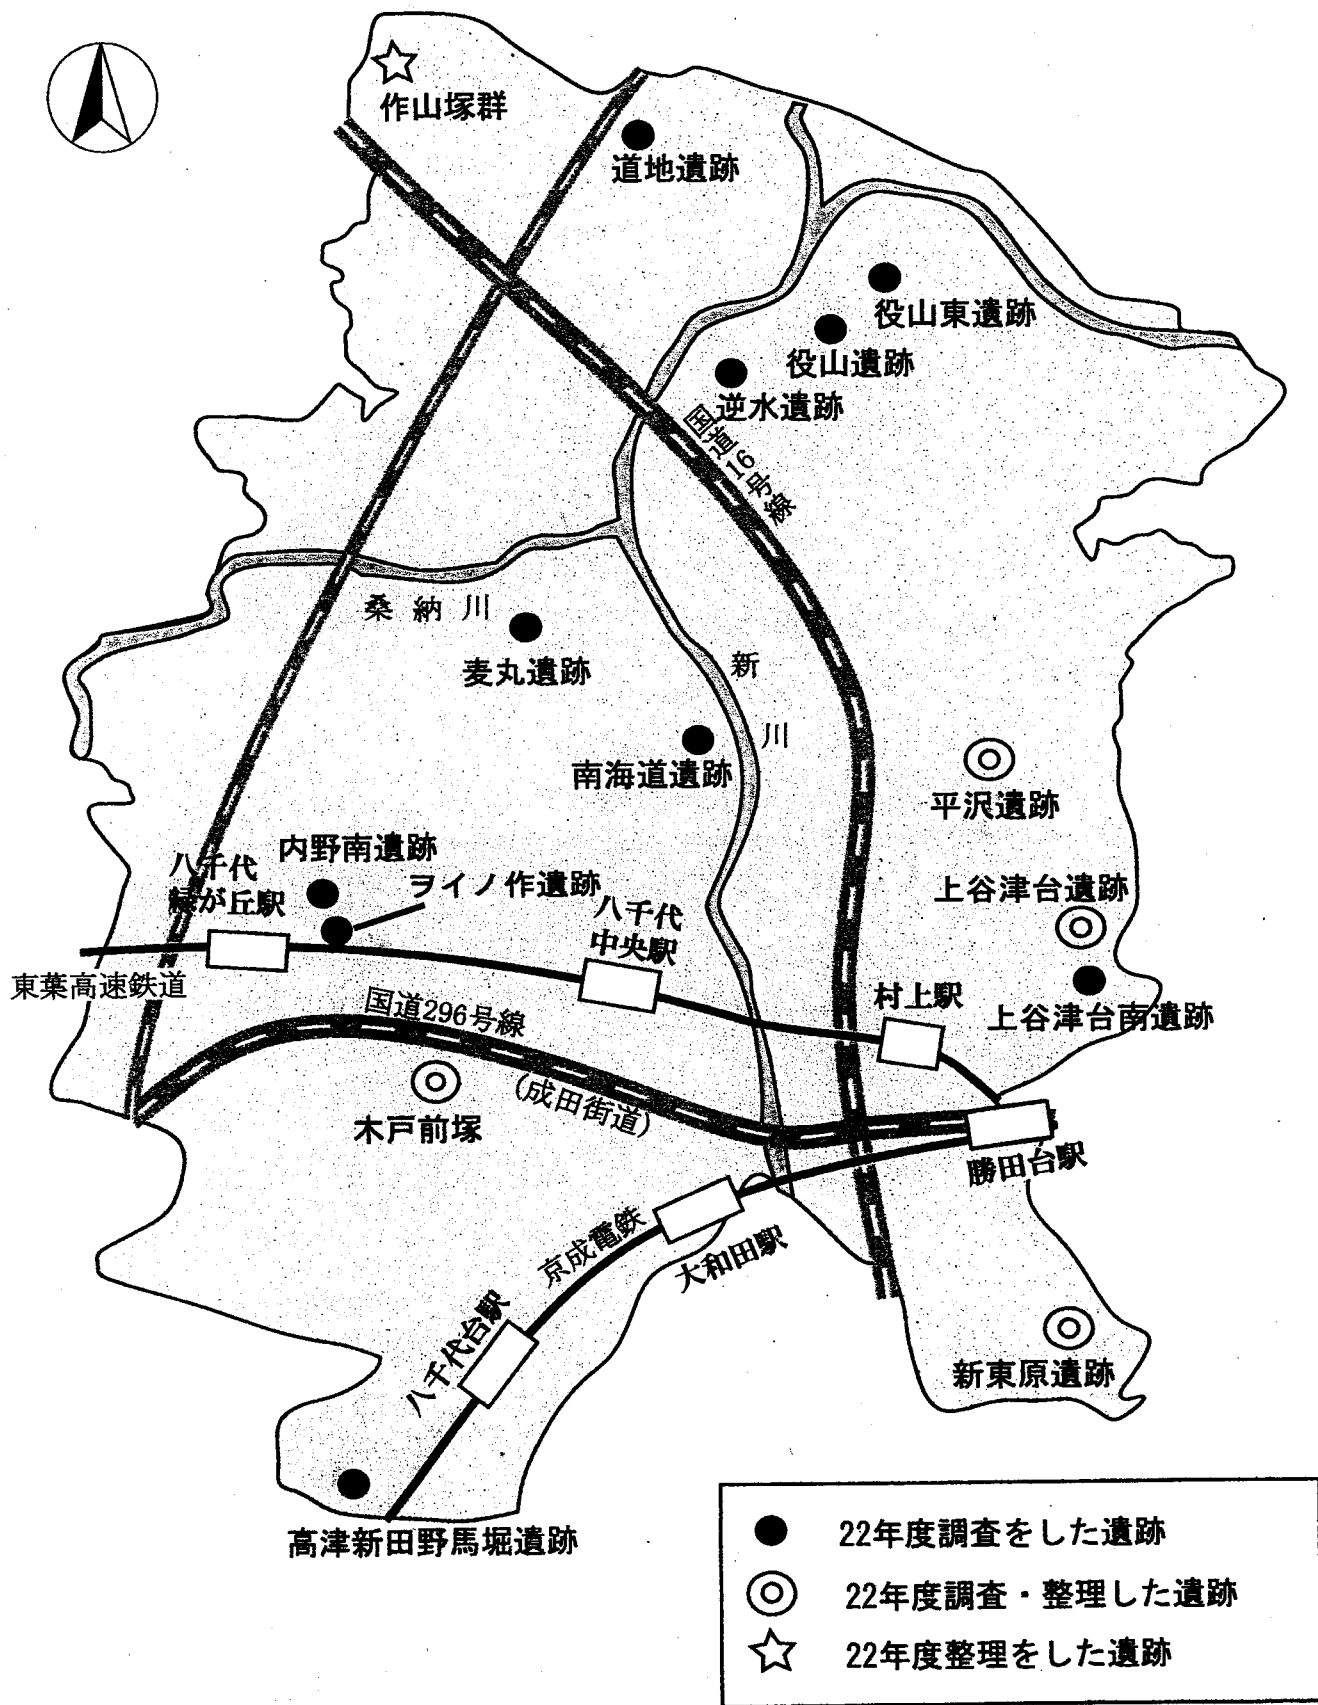 作山塚群
道地遺跡
役山東遺跡
役山遺跡
逆水遺跡
国道16号線
桑納川
麦丸遺跡
新川
南海道遺跡
平沢遺跡
内野南遺跡
八千代
緑が丘駅
ヲイノ作遺跡
上谷津台遺跡
八千代
中央駅
東葉高速鉄道
村上駅
上谷津台南遺跡
国道296号線
(成田街道)
木戸前塚
勝田台駅
京成電鉄
大和田駅
八千代台駅
新東原遺跡
高津新田野馬堀遺跡
22年度調査をした遺跡
22年度調査・整理した遺跡
22年度整理をした遺跡